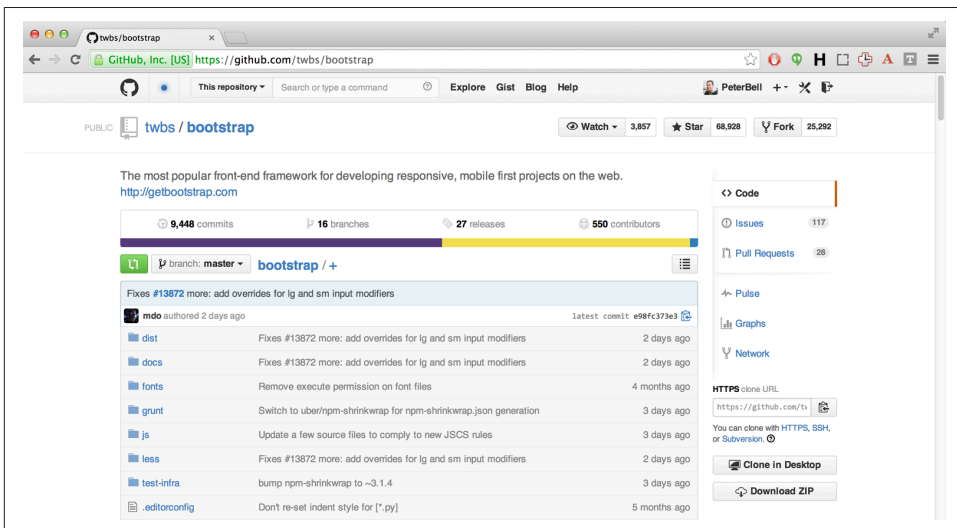 twbs/bootstrap
GitHub, Inc. [US] https://github.com/twbs/bootstrap
This repository Search or type a command Explore Gist Blog Help PeterBell
PUBLIC twbs / bootstrap Watch 3,857 Star 68,928 Fork 25,292
The most popular front-end framework for developing responsive, mobile first projects on the web.
http://getbootstrap.com
9,448 commits 16 branches 27 releases 550 contributors
branch: master bootstrap / +
Fixes #13872 more: add overrides for lg and sm input modifiers
mdo authored 2 days ago latest commit e98fc373e3
dist Fixes #13872 more: add overrides for lg and sm input modifiers 2 days ago
docs Fixes #13872 more: add overrides for lg and sm input modifiers 2 days ago
fonts Remove execute permission on font files 4 months ago
grunt Switch to uber/npm-shrinkwrap for npm-shrinkwrap.json generation 3 days ago
js Update a few source files to comply to new JSCS rules 3 days ago
less Fixes #13872 more: add overrides for lg and sm input modifiers 2 days ago
test-infra bump npm-shrinkwrap to ~3.1.4 3 days ago
.editorconfig Don't re-set indent style for [*.py] 5 months ago
<> Code
Issues 117
Pull Requests 28
Pulse
Graphs
Network
HTTPS clone URL
https://github.com/tw
You can clone with HTTPS, SSH,
or Subversion.
Clone in Desktop
Download ZIP